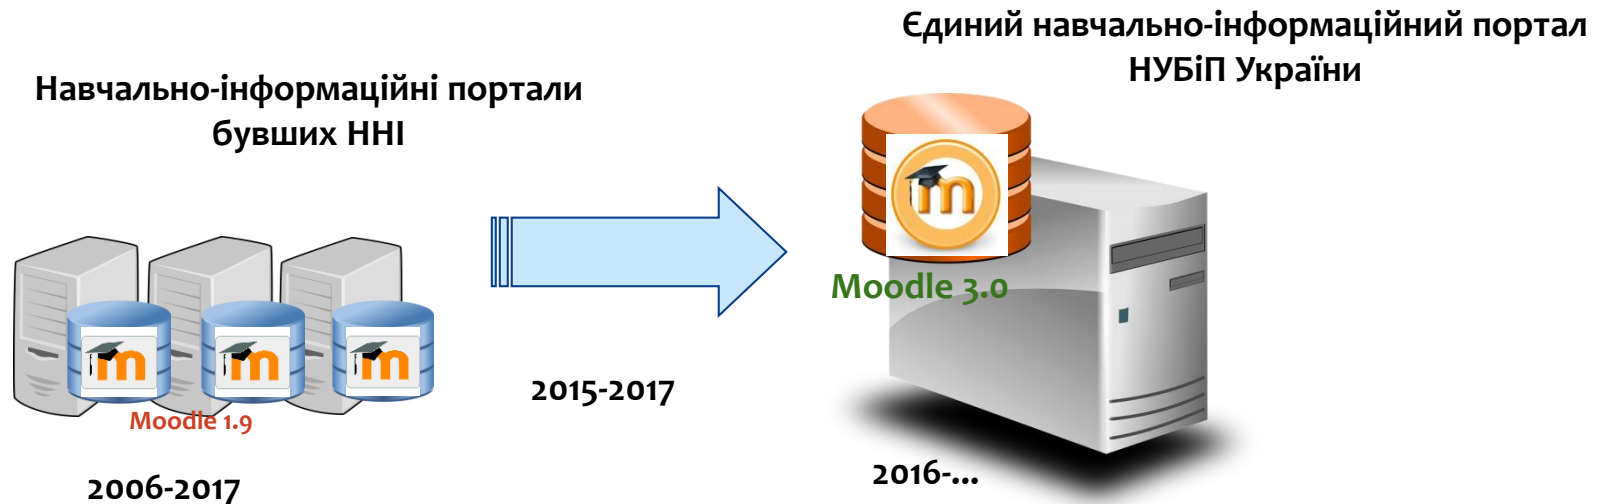 Навчально-інформаційні портали
бувших ННІ
m
m
m
Moodle 1.9
2006-2017
2015-2017
Єдиний навчально-інформаційний портал
НУБіП України
m
Moodle 3.0
2016-...